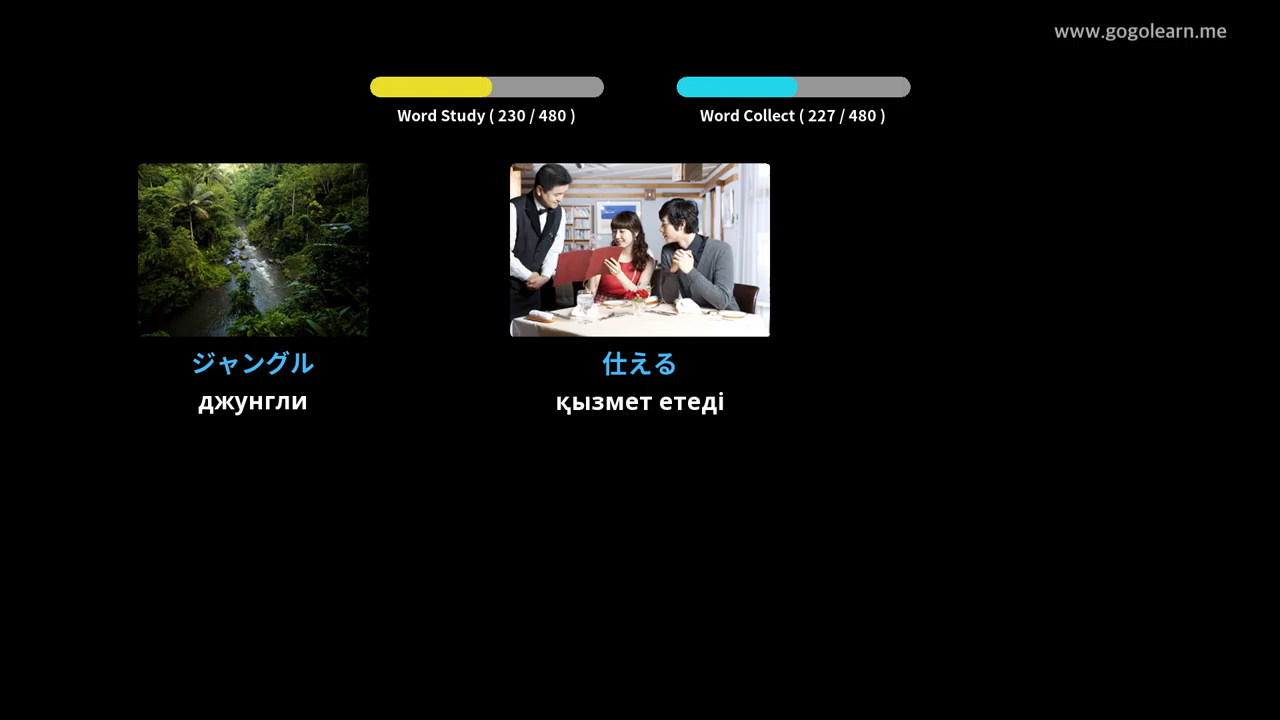 www.gogolearn.me
Word Study ( 230 / 480 )
Word Collect ( 227 / 480 )
ジャングル
джунгли
仕える
қызмет етеді